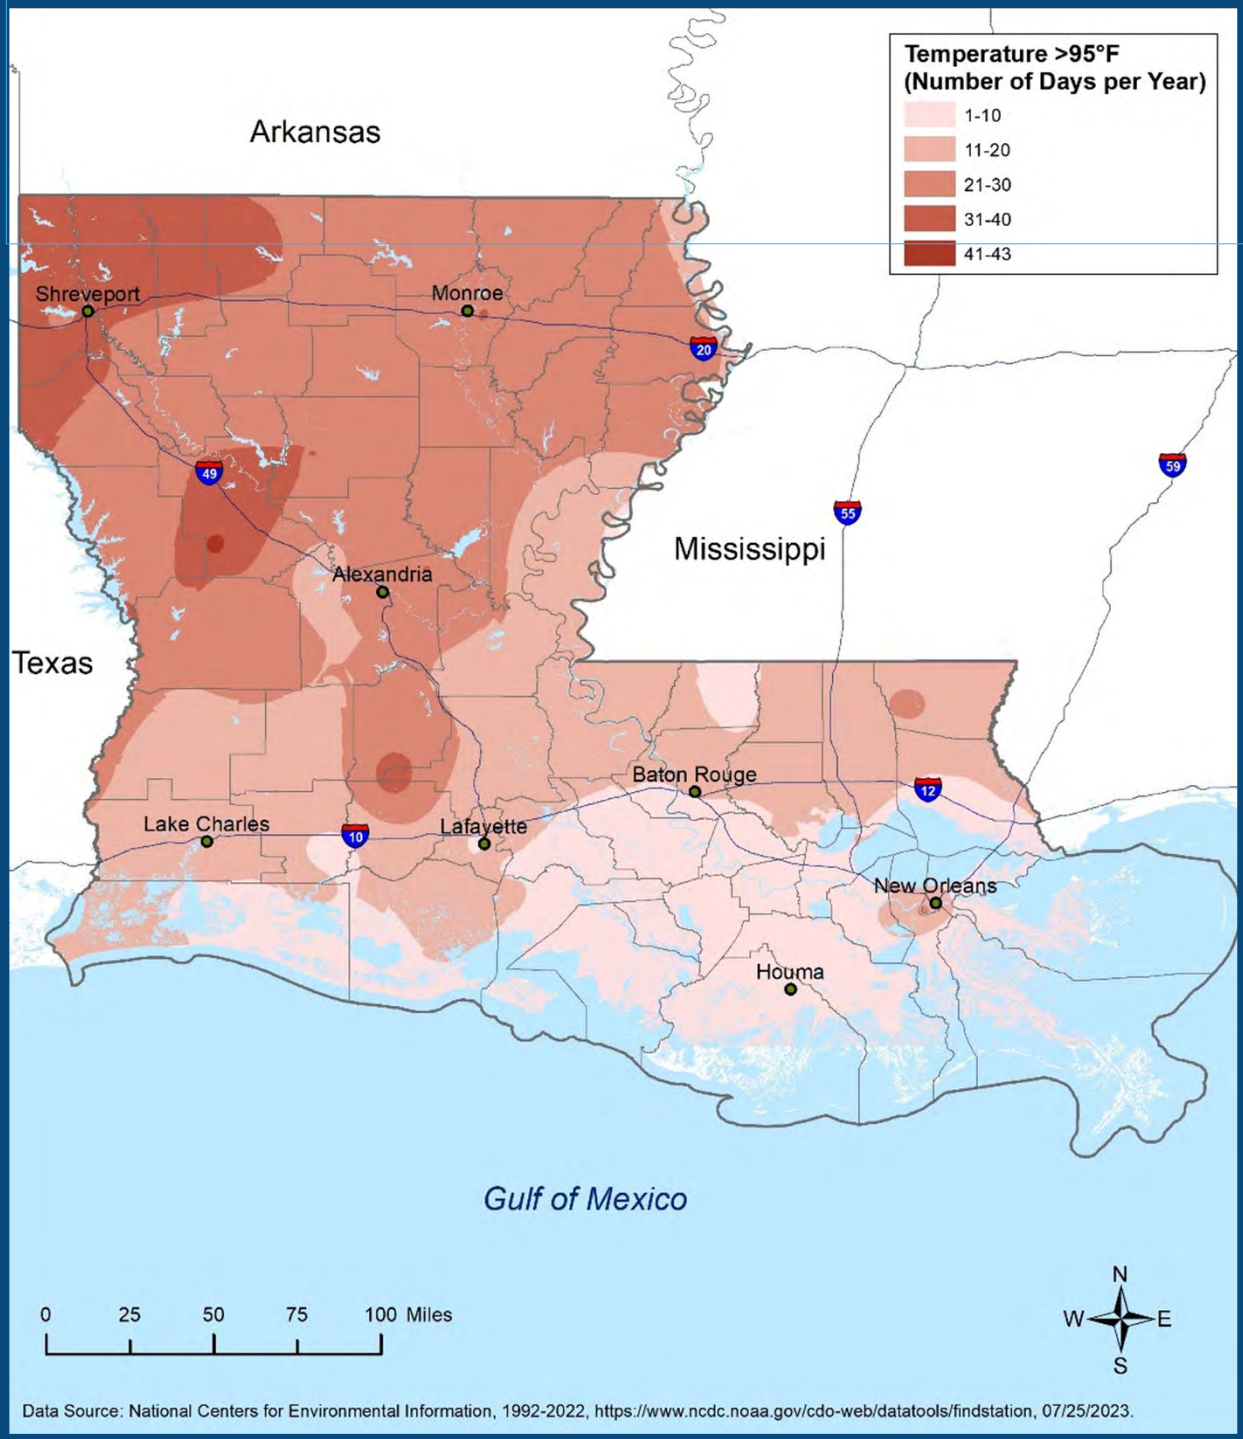 Temperature >95°F
(Number of Days per Year)
1-10
11-20
21-30
31-40
41-43
Arkansas
Shreveport
Monroe
20
49
59
55
Mississippi
Alexandria
Texas
Baton Rouge
12
Lake Charles
10
Lafayette
New Orleans
Houma
Gulf of Mexico
N
W E
S
0 25 50 75 100 Miles
Data Source: National Centers for Environmental Information, 1992-2022, https://www.ncdc.noaa.gov/cdo-web/datatools/findstation, 07/25/2023.